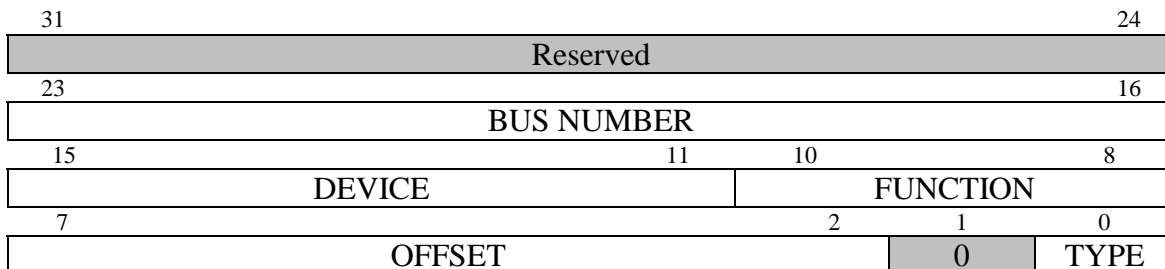 31 24
Reserved
23 16
BUS NUMBER
15 11 10 8
DEVICE FUNCTION
7 2 1 0
OFFSET 0 TYPE